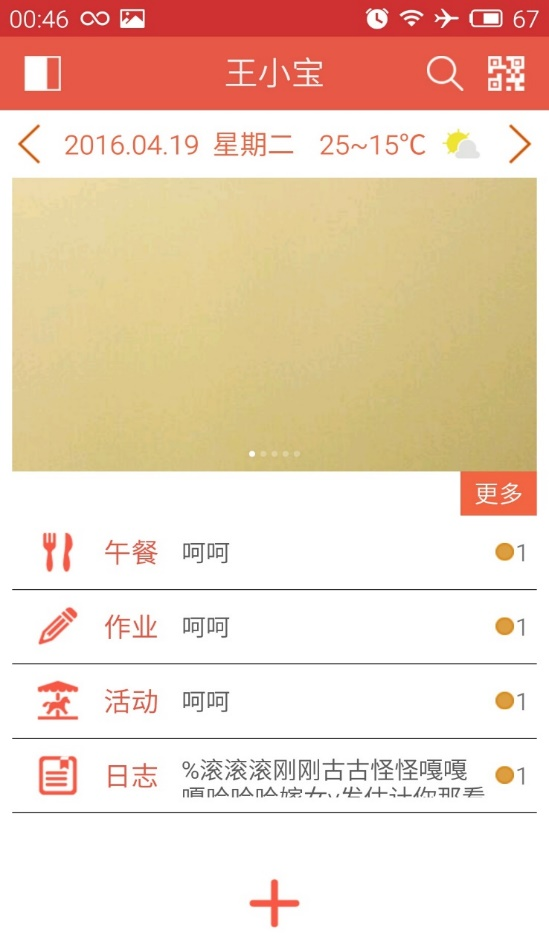 00:46 67
王小宝
2016.04.19 星期二 25~15℃
更多
午餐 呵呵 1
作业 呵呵 1
活动 呵呵 1
日志 %滚滚滚刚刚古古怪怪嘎嘎 1